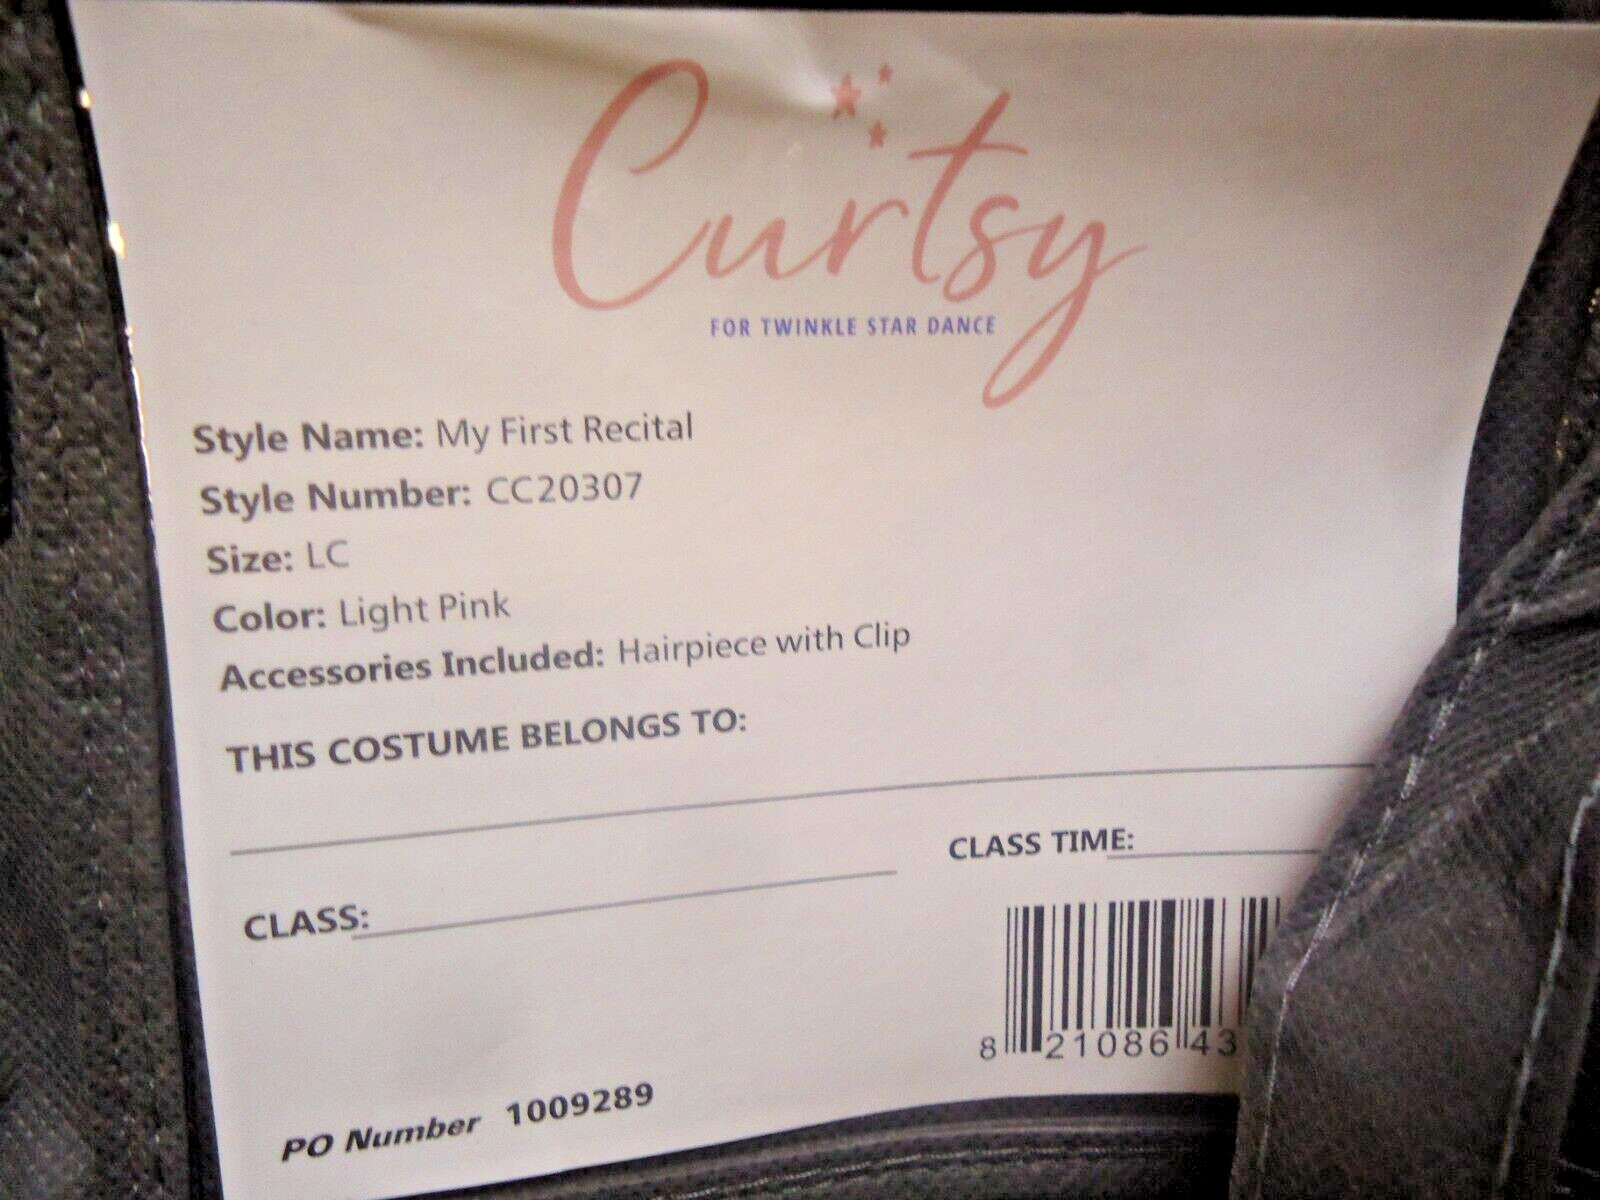 Curtsy
FOR TWINKLE STAR DANCE
Style Name: My First Recital
Style Number: CC20307
Size: LC
Color: Light Pink
Accessories Included: Hairpiece with Clip
THIS COSTUME BELONGS TO:
CLASS TIME:
CLASS:
8 21086 43
PO Number 1009289